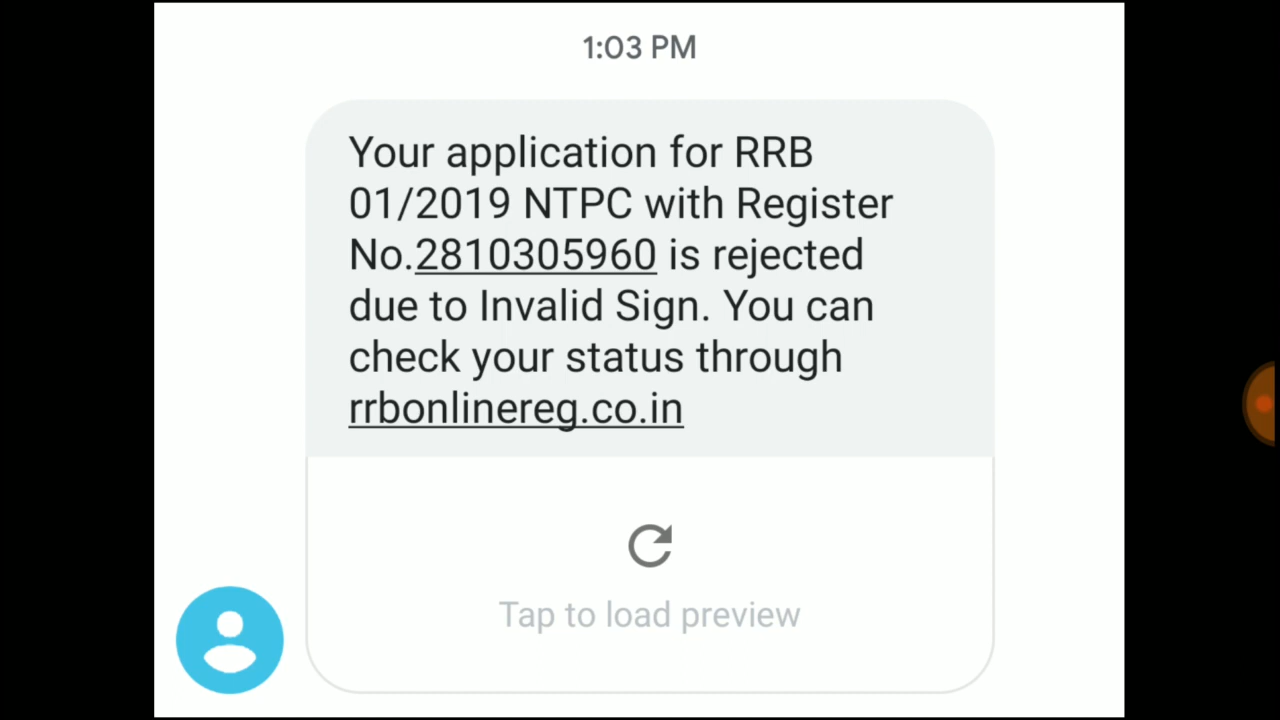 1:03 PM
Your application for RRB
01/2019 NTPC with Register
No.2810305960 is rejected
due to Invalid Sign. You can
check your status through
rrbonlinereg.co.in
Tap to load preview